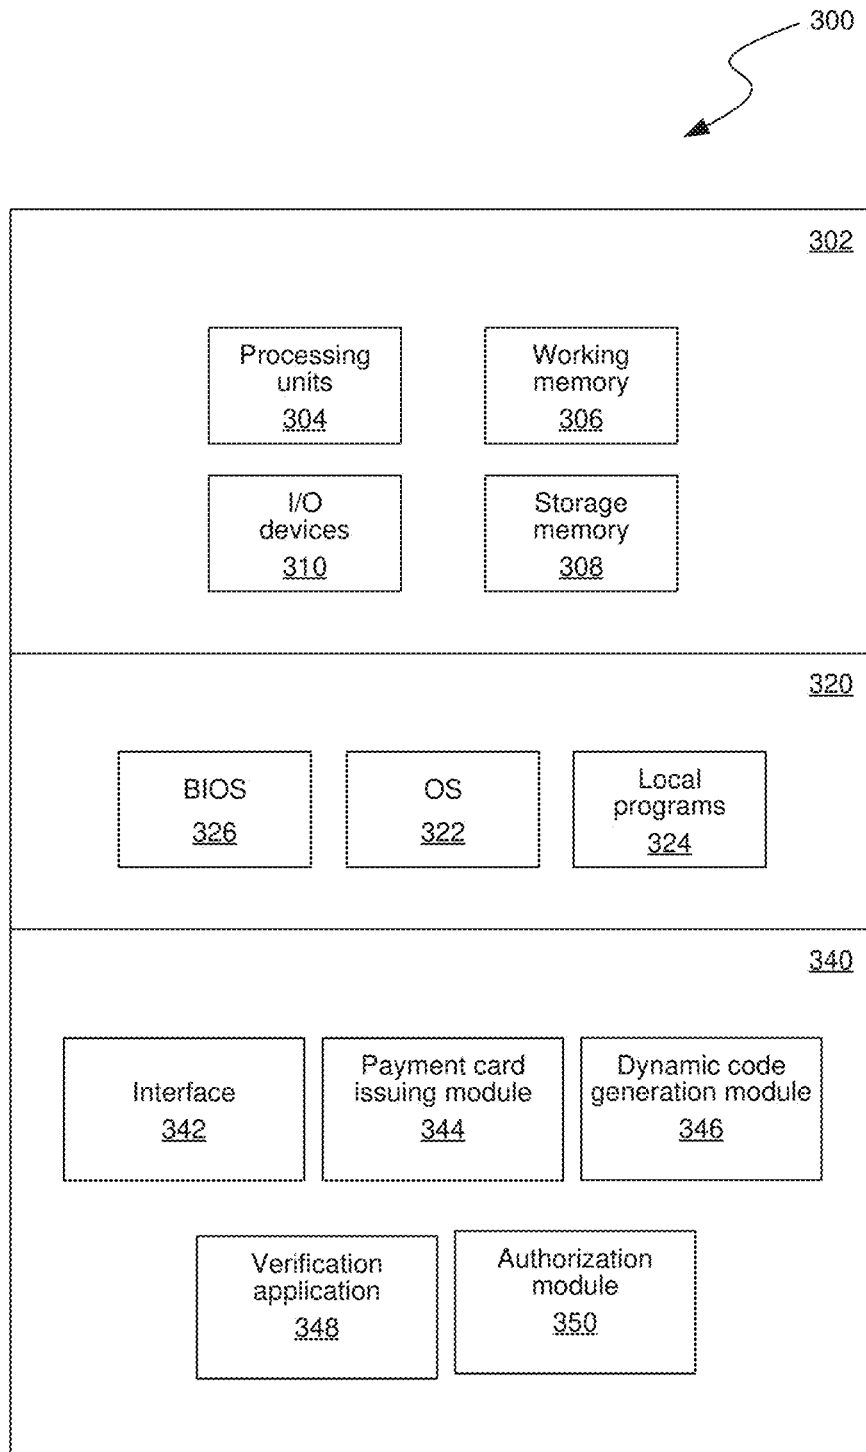 300
302
Processing
units
304
Working
memory
306
I/O
devices
310
Storage
memory
308
320
BIOS
326
OS
322
Local
programs
324
340
Interface
342
Payment card
issuing module
344
Dynamic code
generation module
346
Verification
application
348
Authorization
module
350